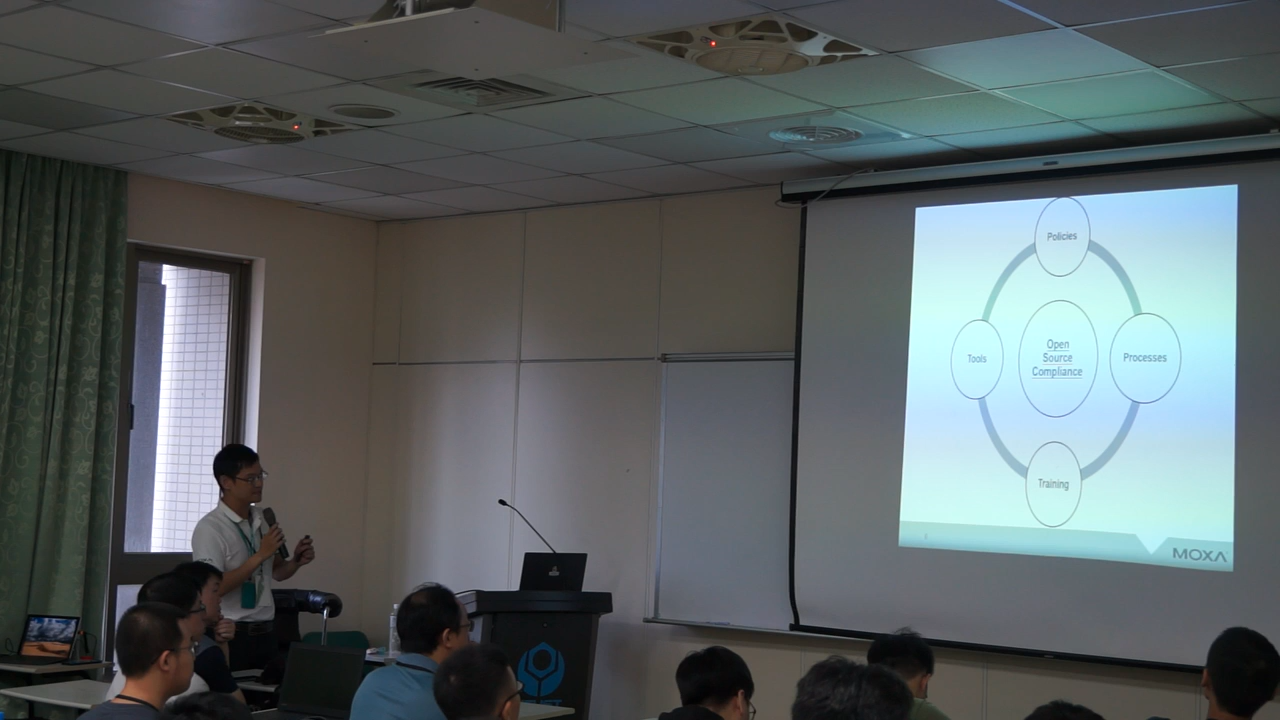 Policies
Tools
Open
Source
Compliance
Processes
Training
MOXA